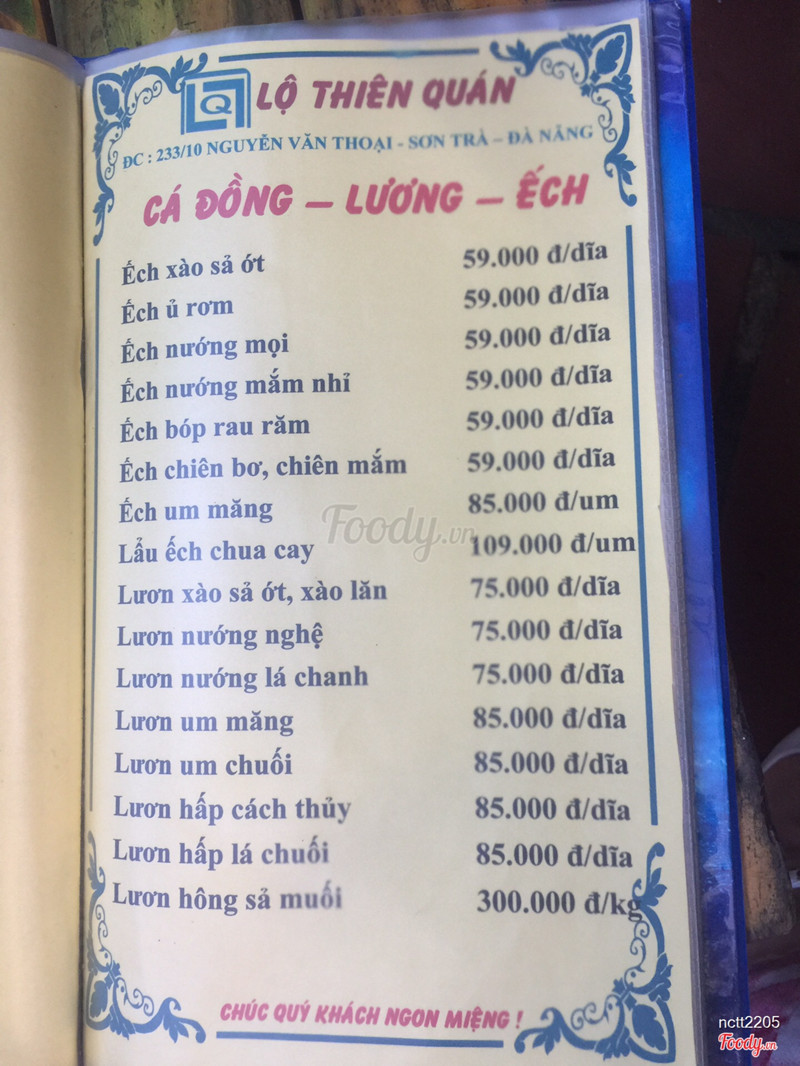 LQ LỘ THIÊN QUÁN
ĐC : 233/10 NGUYỄN VĂN THOẠI - SƠN TRÀ – ĐÀ NĂNG
CÁ ĐỒNG – LƯƠNG – ẾCH
Ếch xào sả ớt 59.000 đ/dĩa
Ếch ủ rơm 59.000 đ/dĩa
Ếch nướng mọi 59.000 đ/dĩa
Ếch nướng mắm nhỉ 59.000 đ/dĩa
Ếch bóp rau răm 59.000 đ/dĩa
Ếch chiên bơ, chiên mắm 59.000 đ/dĩa
Ếch um măng 85.000 đ/um
Lẩu ếch chua cay 109.000 đ/um
Lươn xào sả ớt, xào lăn 75.000 đ/dĩa
Lươn nướng nghệ 75.000 đ/dĩa
Lươn nướng lá chanh 75.000 đ/dĩa
Lươn um măng 85.000 đ/dĩa
Lươn um chuối 85.000 đ/dĩa
Lươn hấp cách thủy 85.000 đ/dĩa
Lươn hấp lá chuối 85.000 đ/dĩa
Lươn hông sả muối 300.000 đ/kg
CHÚC QUÝ KHÁCH NGON MIỆNG !
Foody.vn
nctt2205
Foody.vn